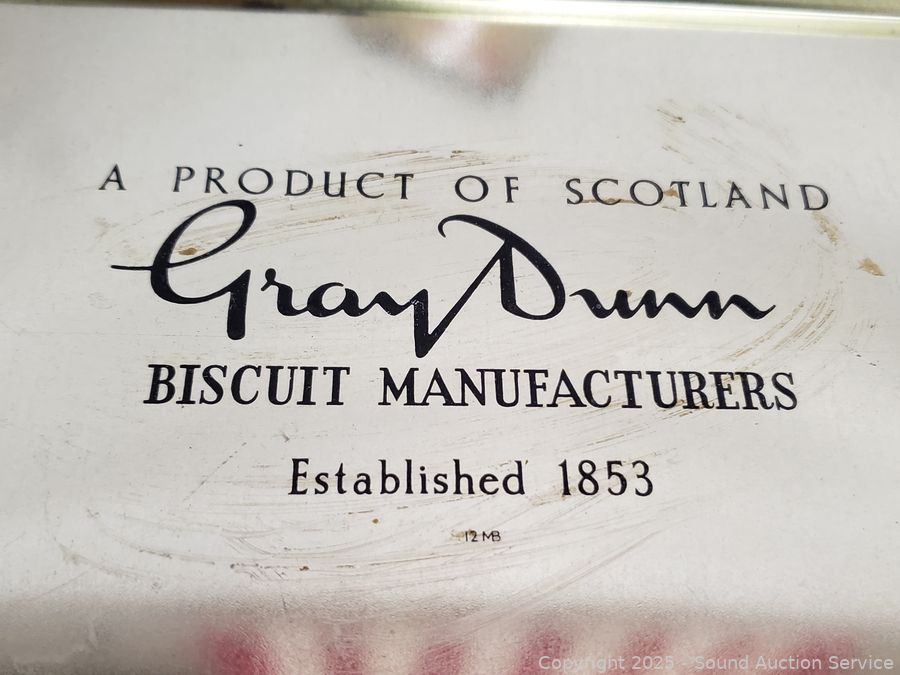 A PRODUCT OF SCOTLAND
Gray Dunn
BISCUIT MANUFACTURERS
Established 1853
12 MB
Copyright 2025 - Sound Auction Service